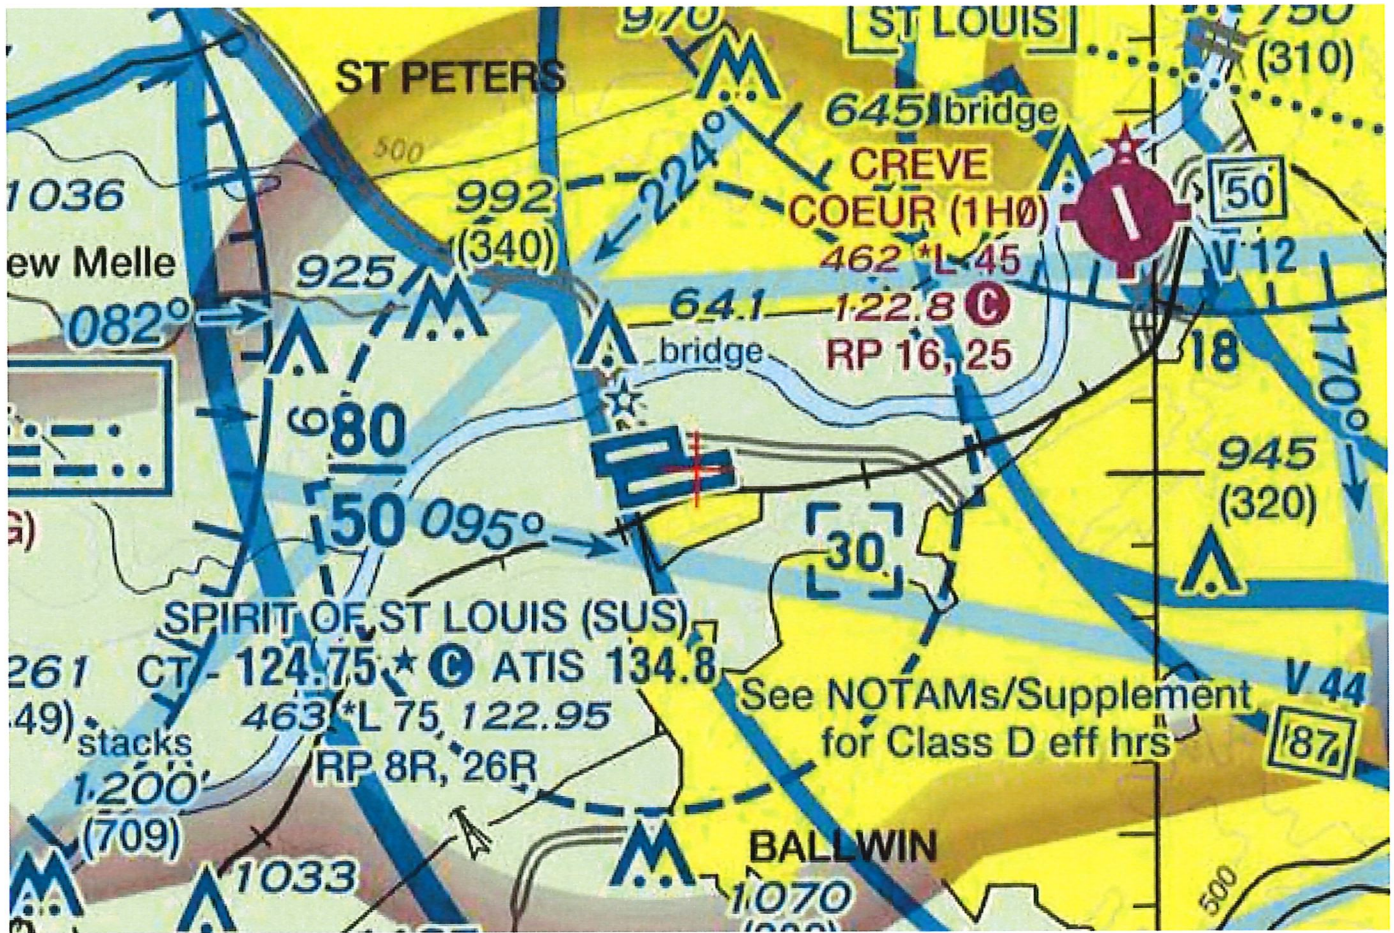 970
ST LOUIS
750
(310)
ST PETERS
645 bridge
500
224°
CREVE
COEUR (1HØ)
462 *L 45
122.8 C
RP 16, 25
50
1036
992
(340)
ew Melle
925
V 12
082°
64.1
bridge
18
170°
80
50
945
(320)
G)
095°
30
SPIRIT OF ST LOUIS (SUS)
CT - 124.75 ★ C ATIS 134.8
463 *L 75 122.95
RP 8R, 26R
261
49)
See NOTAMs/Supplement
for Class D eff hrs
V 44
87
stacks
1200
(709)
BALLWIN
1033
1070
500